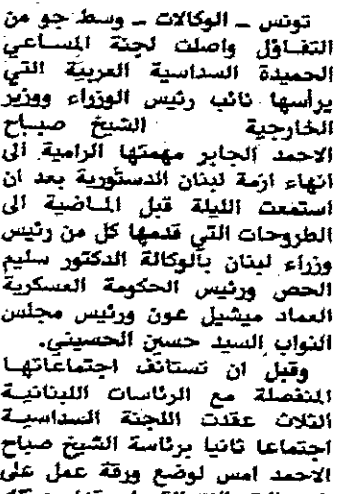 تونس ـ الوكالات ـ وسط جو من
التفاؤل واصلت لجنة المساعي
الحميدة السداسية العربية التي
يرأسها نائب رئيس الوزراء ووزير
الخارجية الشيخ صباح
الاحمد الجابر مهمتها الرامية الى
انهاء ازمة لبنان الدستورية بعد ان
استمعت الليلة قبل الماضية الى
الطروحات التي قدمها كل من رئيس
وزراء لبنان بالوكالة الدكتور سليم
الحص ورئيس الحكومة العسكرية
العماد ميشيل عون ورئيس مجلس
النواب السيد حسين الحسيني.
وقبل ان تستانف اجتماعاتها
المنفصلة مع الرئاسات اللبنانية
الثلاث عقدت اللجنة السداسية
اجتماعا ثانيا برئاسة الشيخ صباح
الاحمد امس لوضع ورقة عمل على